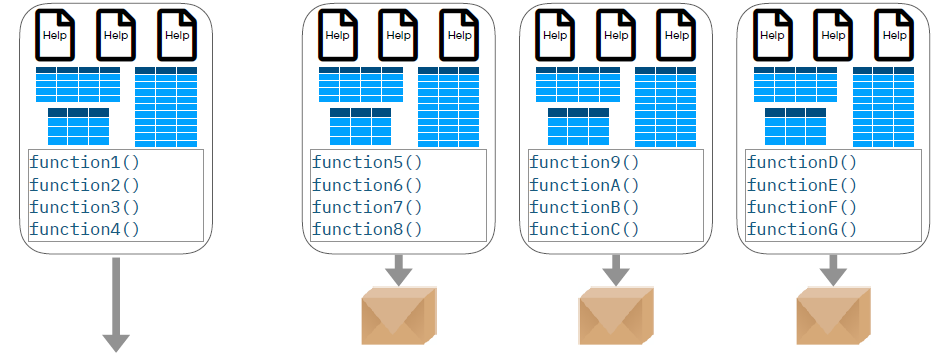 Help Help Help
function1()
function2()
function3()
function4()
Help Help Help
function5()
function6()
function7()
function8()
Help Help Help
function9()
functionA()
functionB()
functionC()
Help Help Help
functionD()
functionE()
functionF()
functionG()